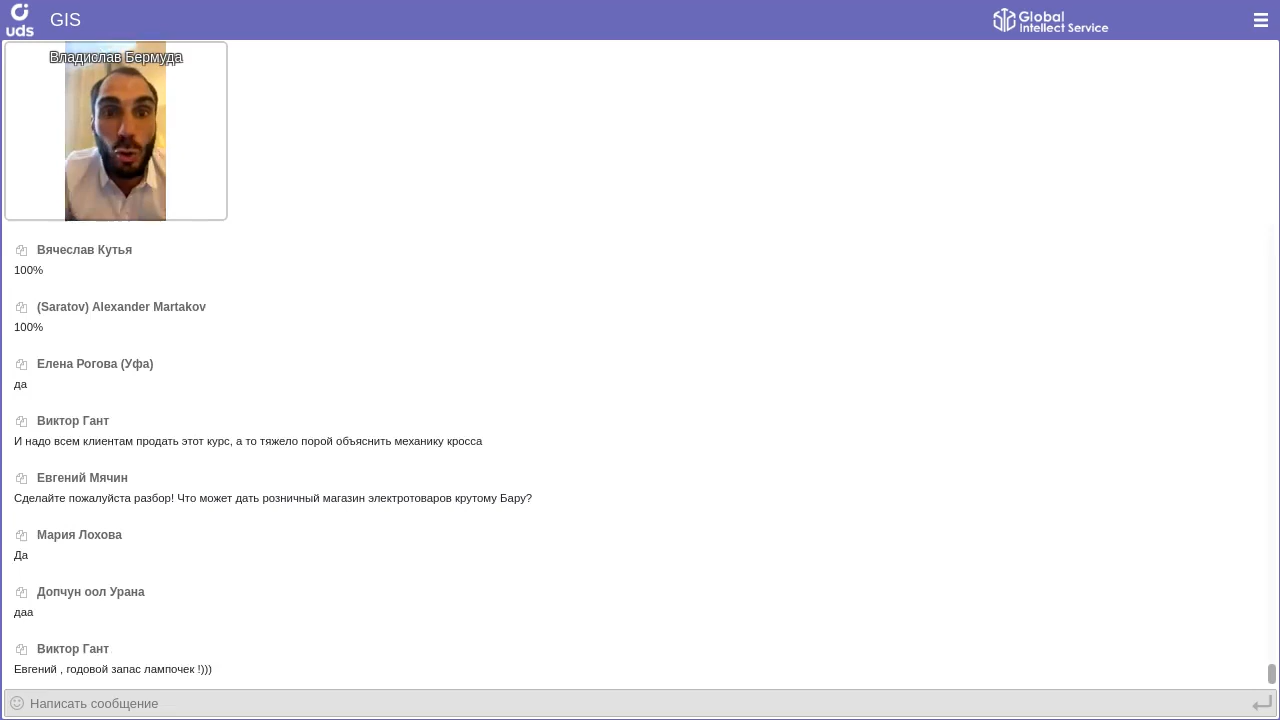 uds
GIS
Global
Intellect Service
Владислав Бермуда
Вячеслав Кутья
100%
(Saratov) Alexander Martakov
100%
Елена Рогова (Уфа)
да
Виктор Гант
И надо всем клиентам продать этот курс, а то тяжело порой объяснить механику кросса
Евгений Мячин
Сделайте пожалуйста разбор! Что может дать розничный магазин электротоваров крутому Бару?
Мария Лохова
Да
Допчун оол Урана
даа
Виктор Гант
Евгений , годовой запас лампочек !)))
Написать сообщение